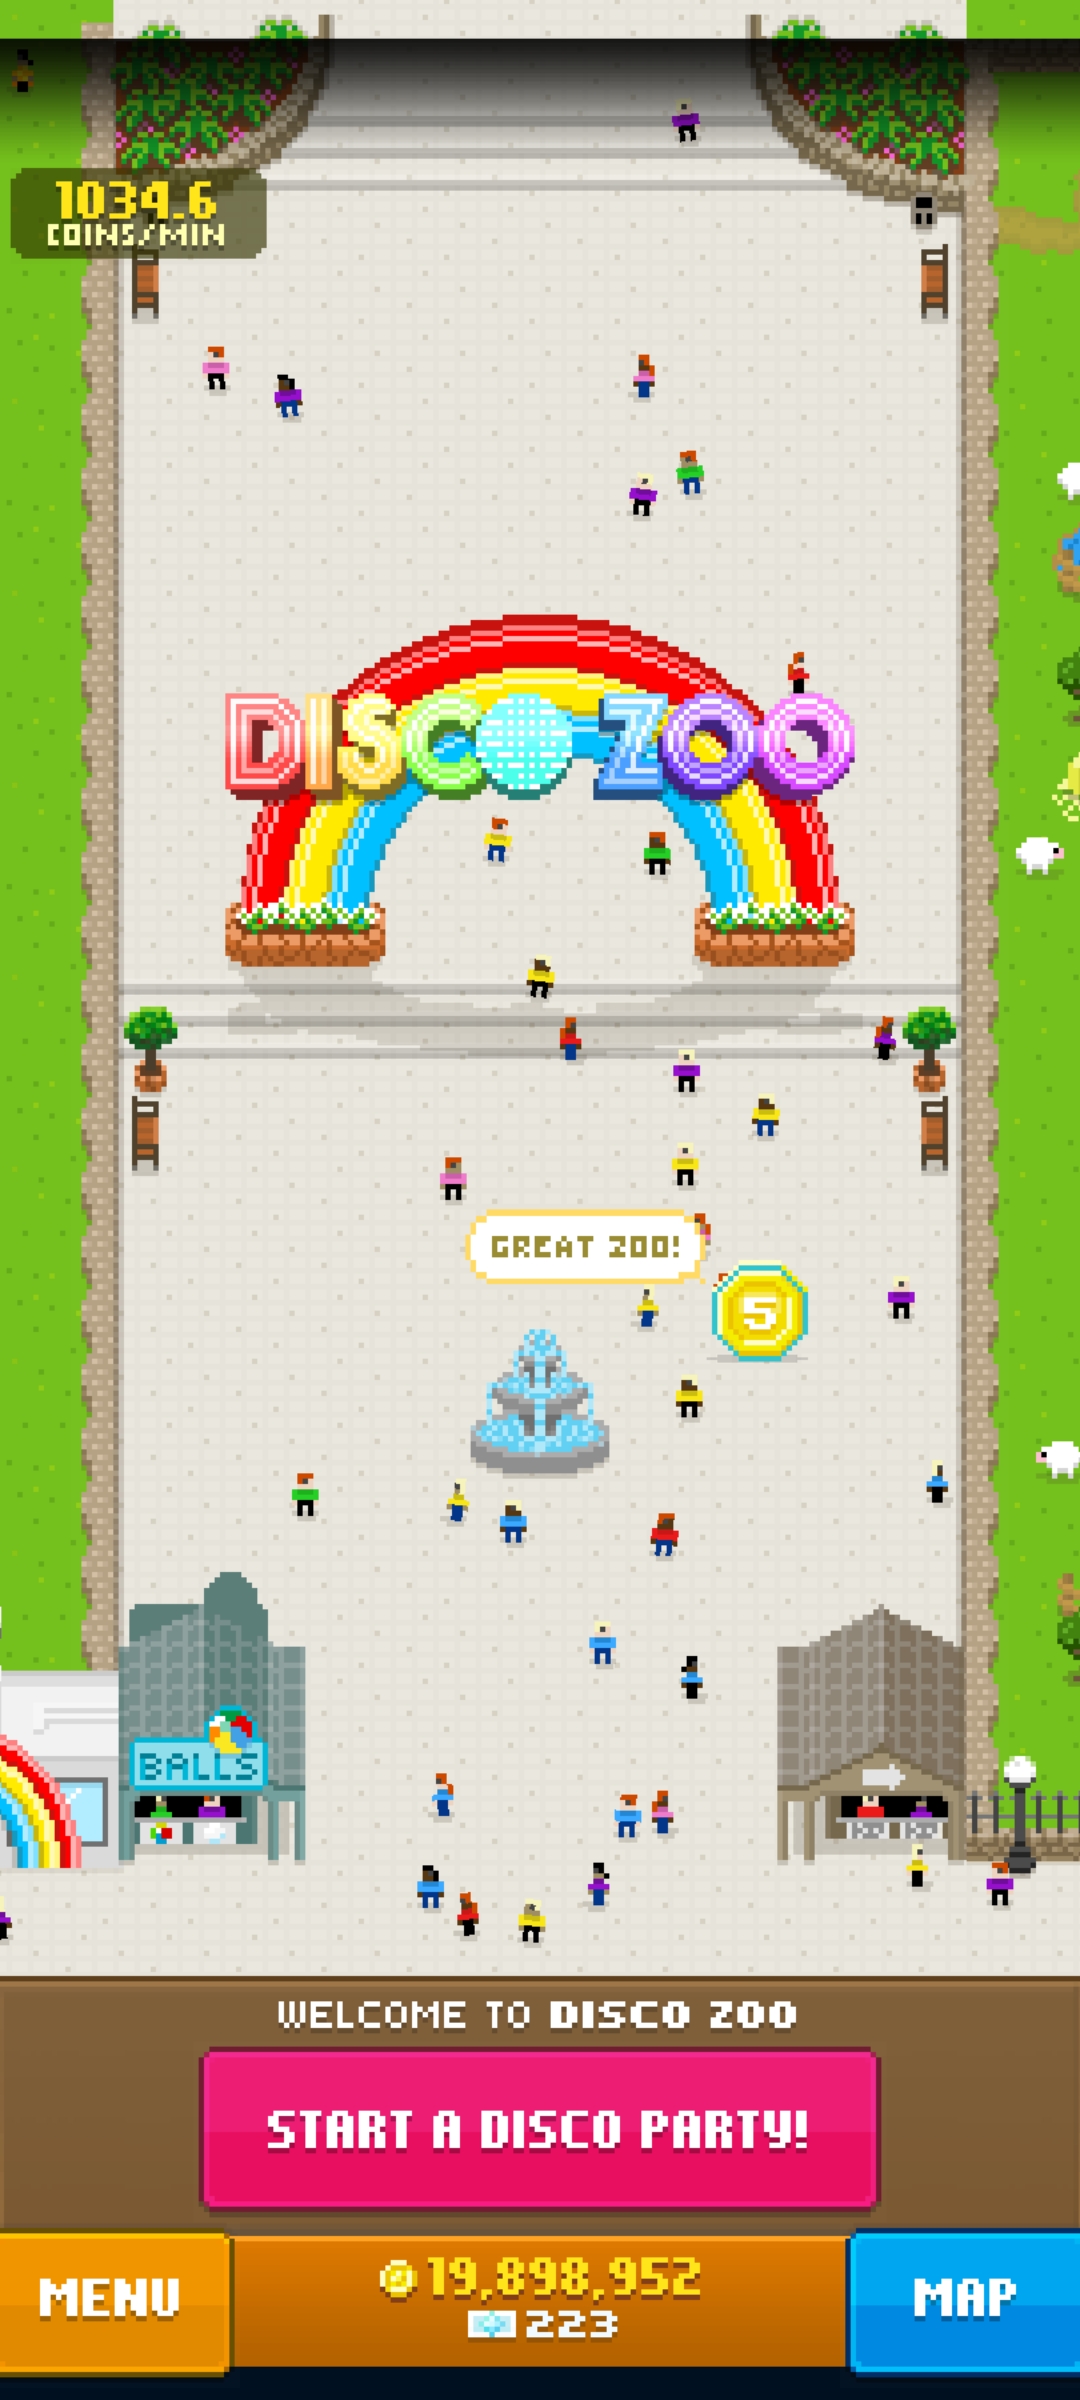 1034.6
COINS/MIN
DISCO ZOO
GREAT ZOO!
5
BALLS
WELCOME TO DISCO ZOO
START A DISCO PARTY!
MENU
19,898,952
223
MAP